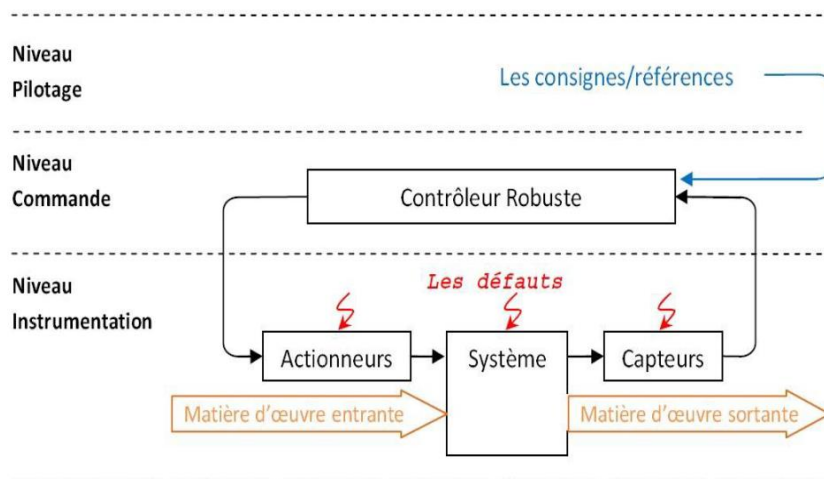 Niveau
Pilotage
Les consignes/références
Niveau
Commande
Contrôleur Robuste
Niveau
Instrumentation
Les défauts
Actionneurs
Système
Capteurs
Matière d'œuvre entrante
Matière d'œuvre sortante